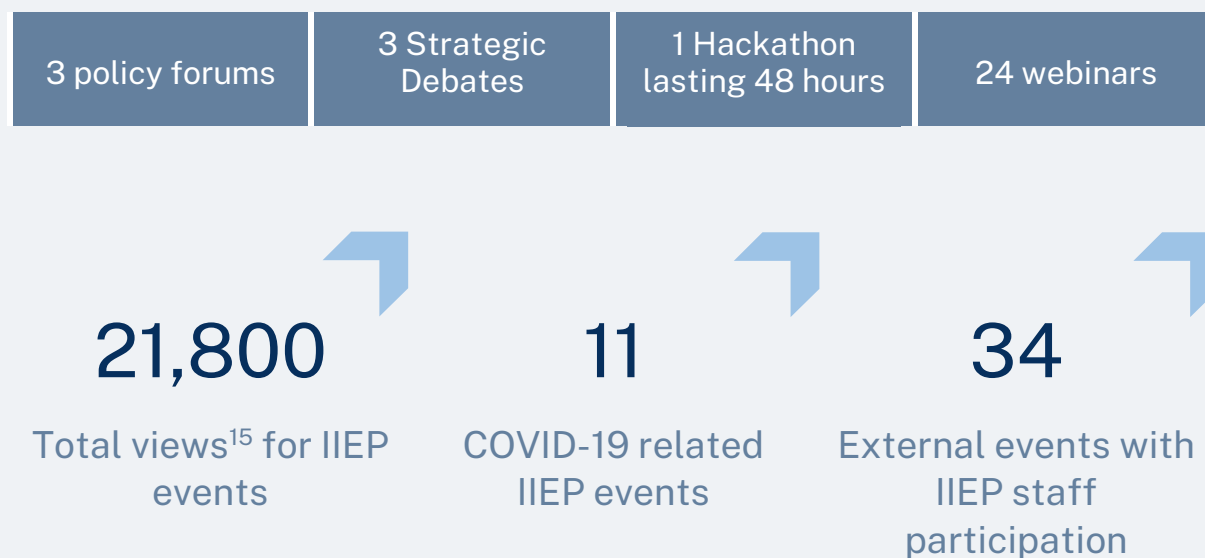 3 policy forums
3 Strategic
Debates
1 Hackathon
lasting 48 hours
24 webinars
21,800
Total views¹⁵ for IIEP
events
11
COVID-19 related
IIEP events
34
External events with
IIEP staff
participation